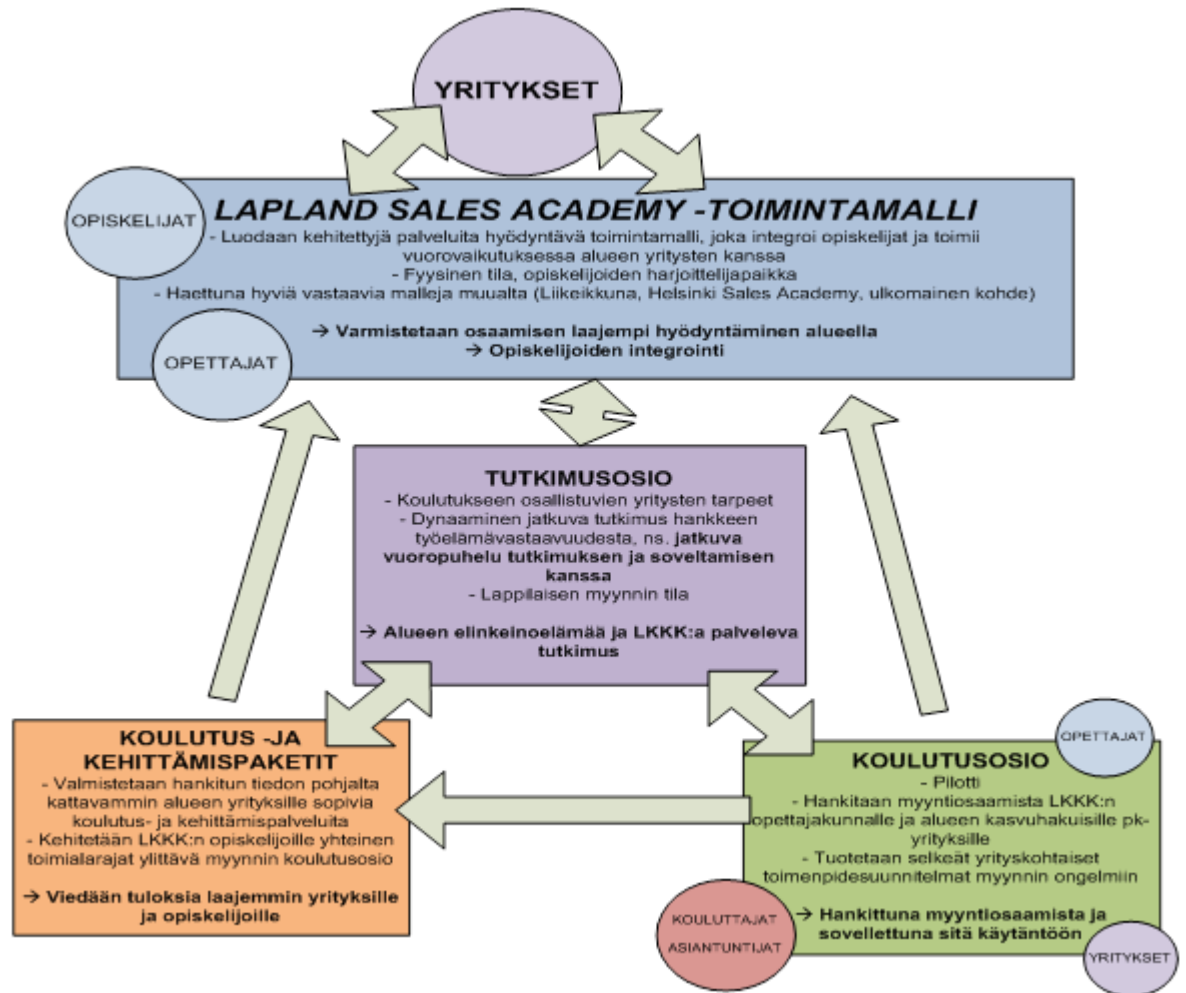 YRITYKSET
OPISKELIJAT
LAPLAND SALES ACADEMY -TOIMINTAMALLI
- Luodaan kehitettyjä palveluita hyödyntävä toimintamalli, joka integroi opiskelijat ja toimii
vuorovaikutuksessa alueen yritysten kanssa
- Fyysinen tila, opiskelijoiden harjoittelijapaikka
- Haettuna hyviä vastaavia malleja muualta (Liikeikkuna, Helsinki Sales Academy, ulkomainen kohde)
→ Varmistetaan osaamisen laajempi hyödyntäminen alueella
→ Opiskelijoiden integrointi
OPETTAJAT
TUTKIMUSOSIO
- Koulutukseen osallistuvien yritysten tarpeet
- Dynaaminen jatkuva tutkimus hankkeen
työelämävastaavuudesta, ns. jatkuva
vuoropuhelu tutkimuksen ja soveltamisen
kanssa
- Lappilaisen myynnin tila
→ Alueen elinkeinoelämää ja LKKK:a palveleva
tutkimus
KOULUTUS -JA
KEHITTÄMISPAKETIT
- Valmistetaan hankitun tiedon pohjalta
kattavammin alueen yrityksille sopivia
koulutus- ja kehittämispalveluita
- Kehitetään LKKK:n opiskelijoille yhteinen
toimialarajat ylittävä myynnin koulutusosio
→ Viedään tuloksia laajemmin yrityksille
ja opiskelijoille
OPETTAJAT
KOULUTUSOSIO
- Pilotti
- Hankitaan myyntiosaamista LKKK:n
opettajakunnalle ja alueen kasvuhakuisille pk-
yrityksille
- Tuotetaan selkeät yrityskohtaiset
toimenpidesuunnitelmat myynnin ongelmiin
→ Hankittuna myyntiosaamista ja
sovellettuna sitä käytäntöön
KOULUTTAJAT
ASIANTUNTIJAT
YRITYKSET